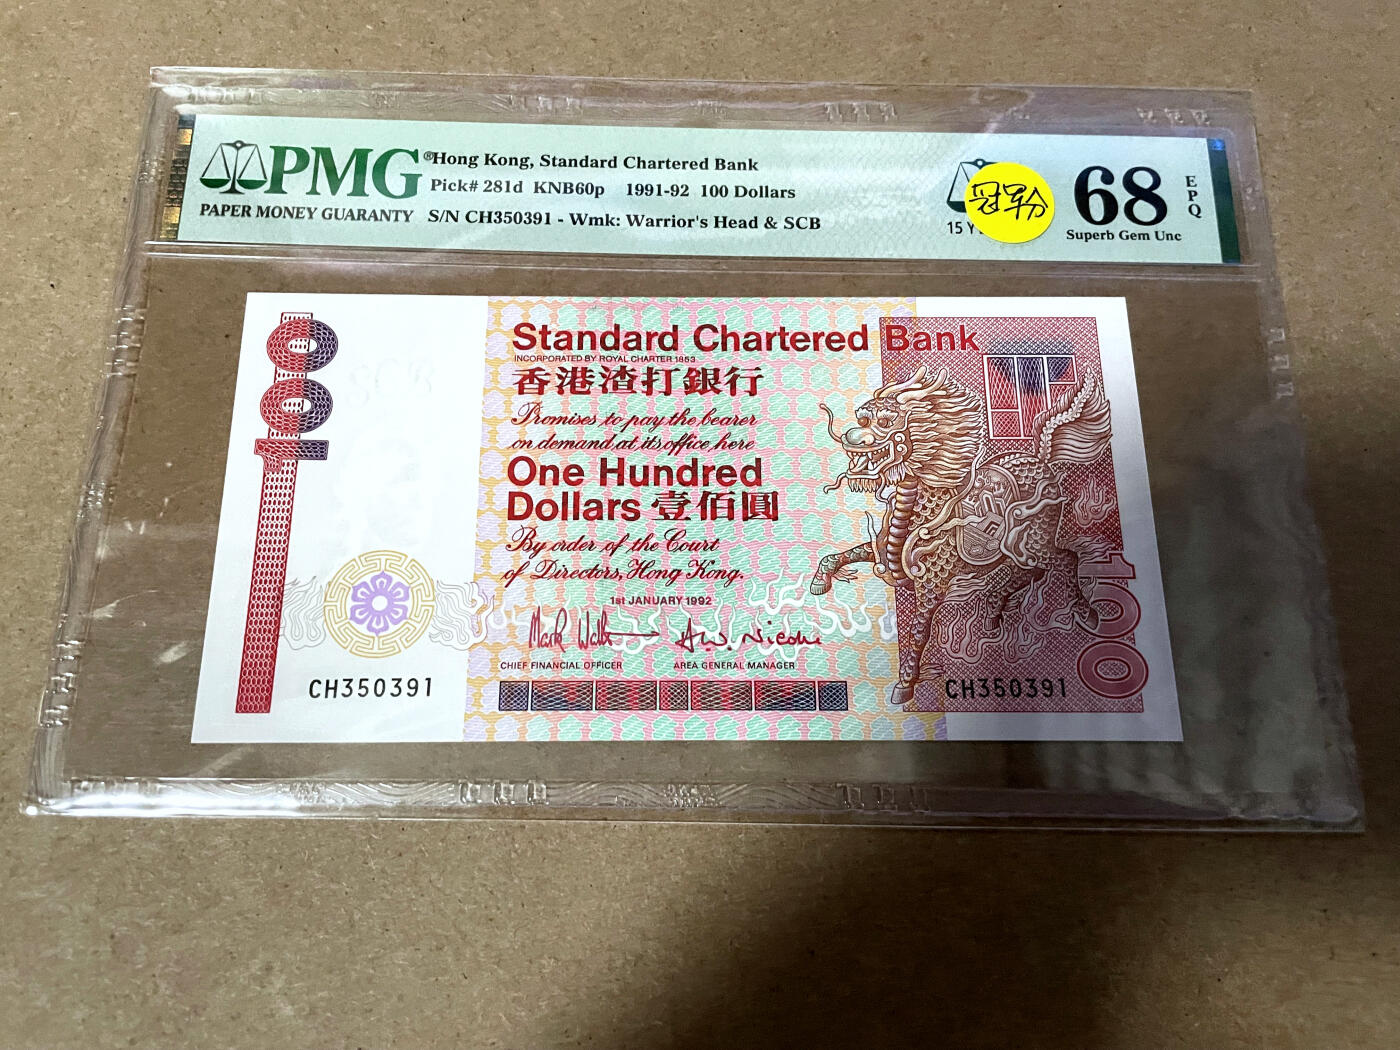 PMG®
PAPER MONEY GUARANTY
Hong Kong, Standard Chartered Bank
Pick# 281d KNB60p 1991-92 100 Dollars
S/N CH350391 - Wmk: Warrior's Head & SCB
15 Y
冠军分
68
EPQ
Superb Gem Unc
100
Standard Chartered Bank
INCORPORATED BY ROYAL CHARTER 1853
香港渣打銀行
Promises to pay the bearer
on demand at its office here
One Hundred
Dollars 壹佰圓
By order of the Court
of Directors, Hong Kong.
1st JANUARY 1992
CHIEF FINANCIAL OFFICER
AREA GENERAL MANAGER
CH350391
CH350391
100